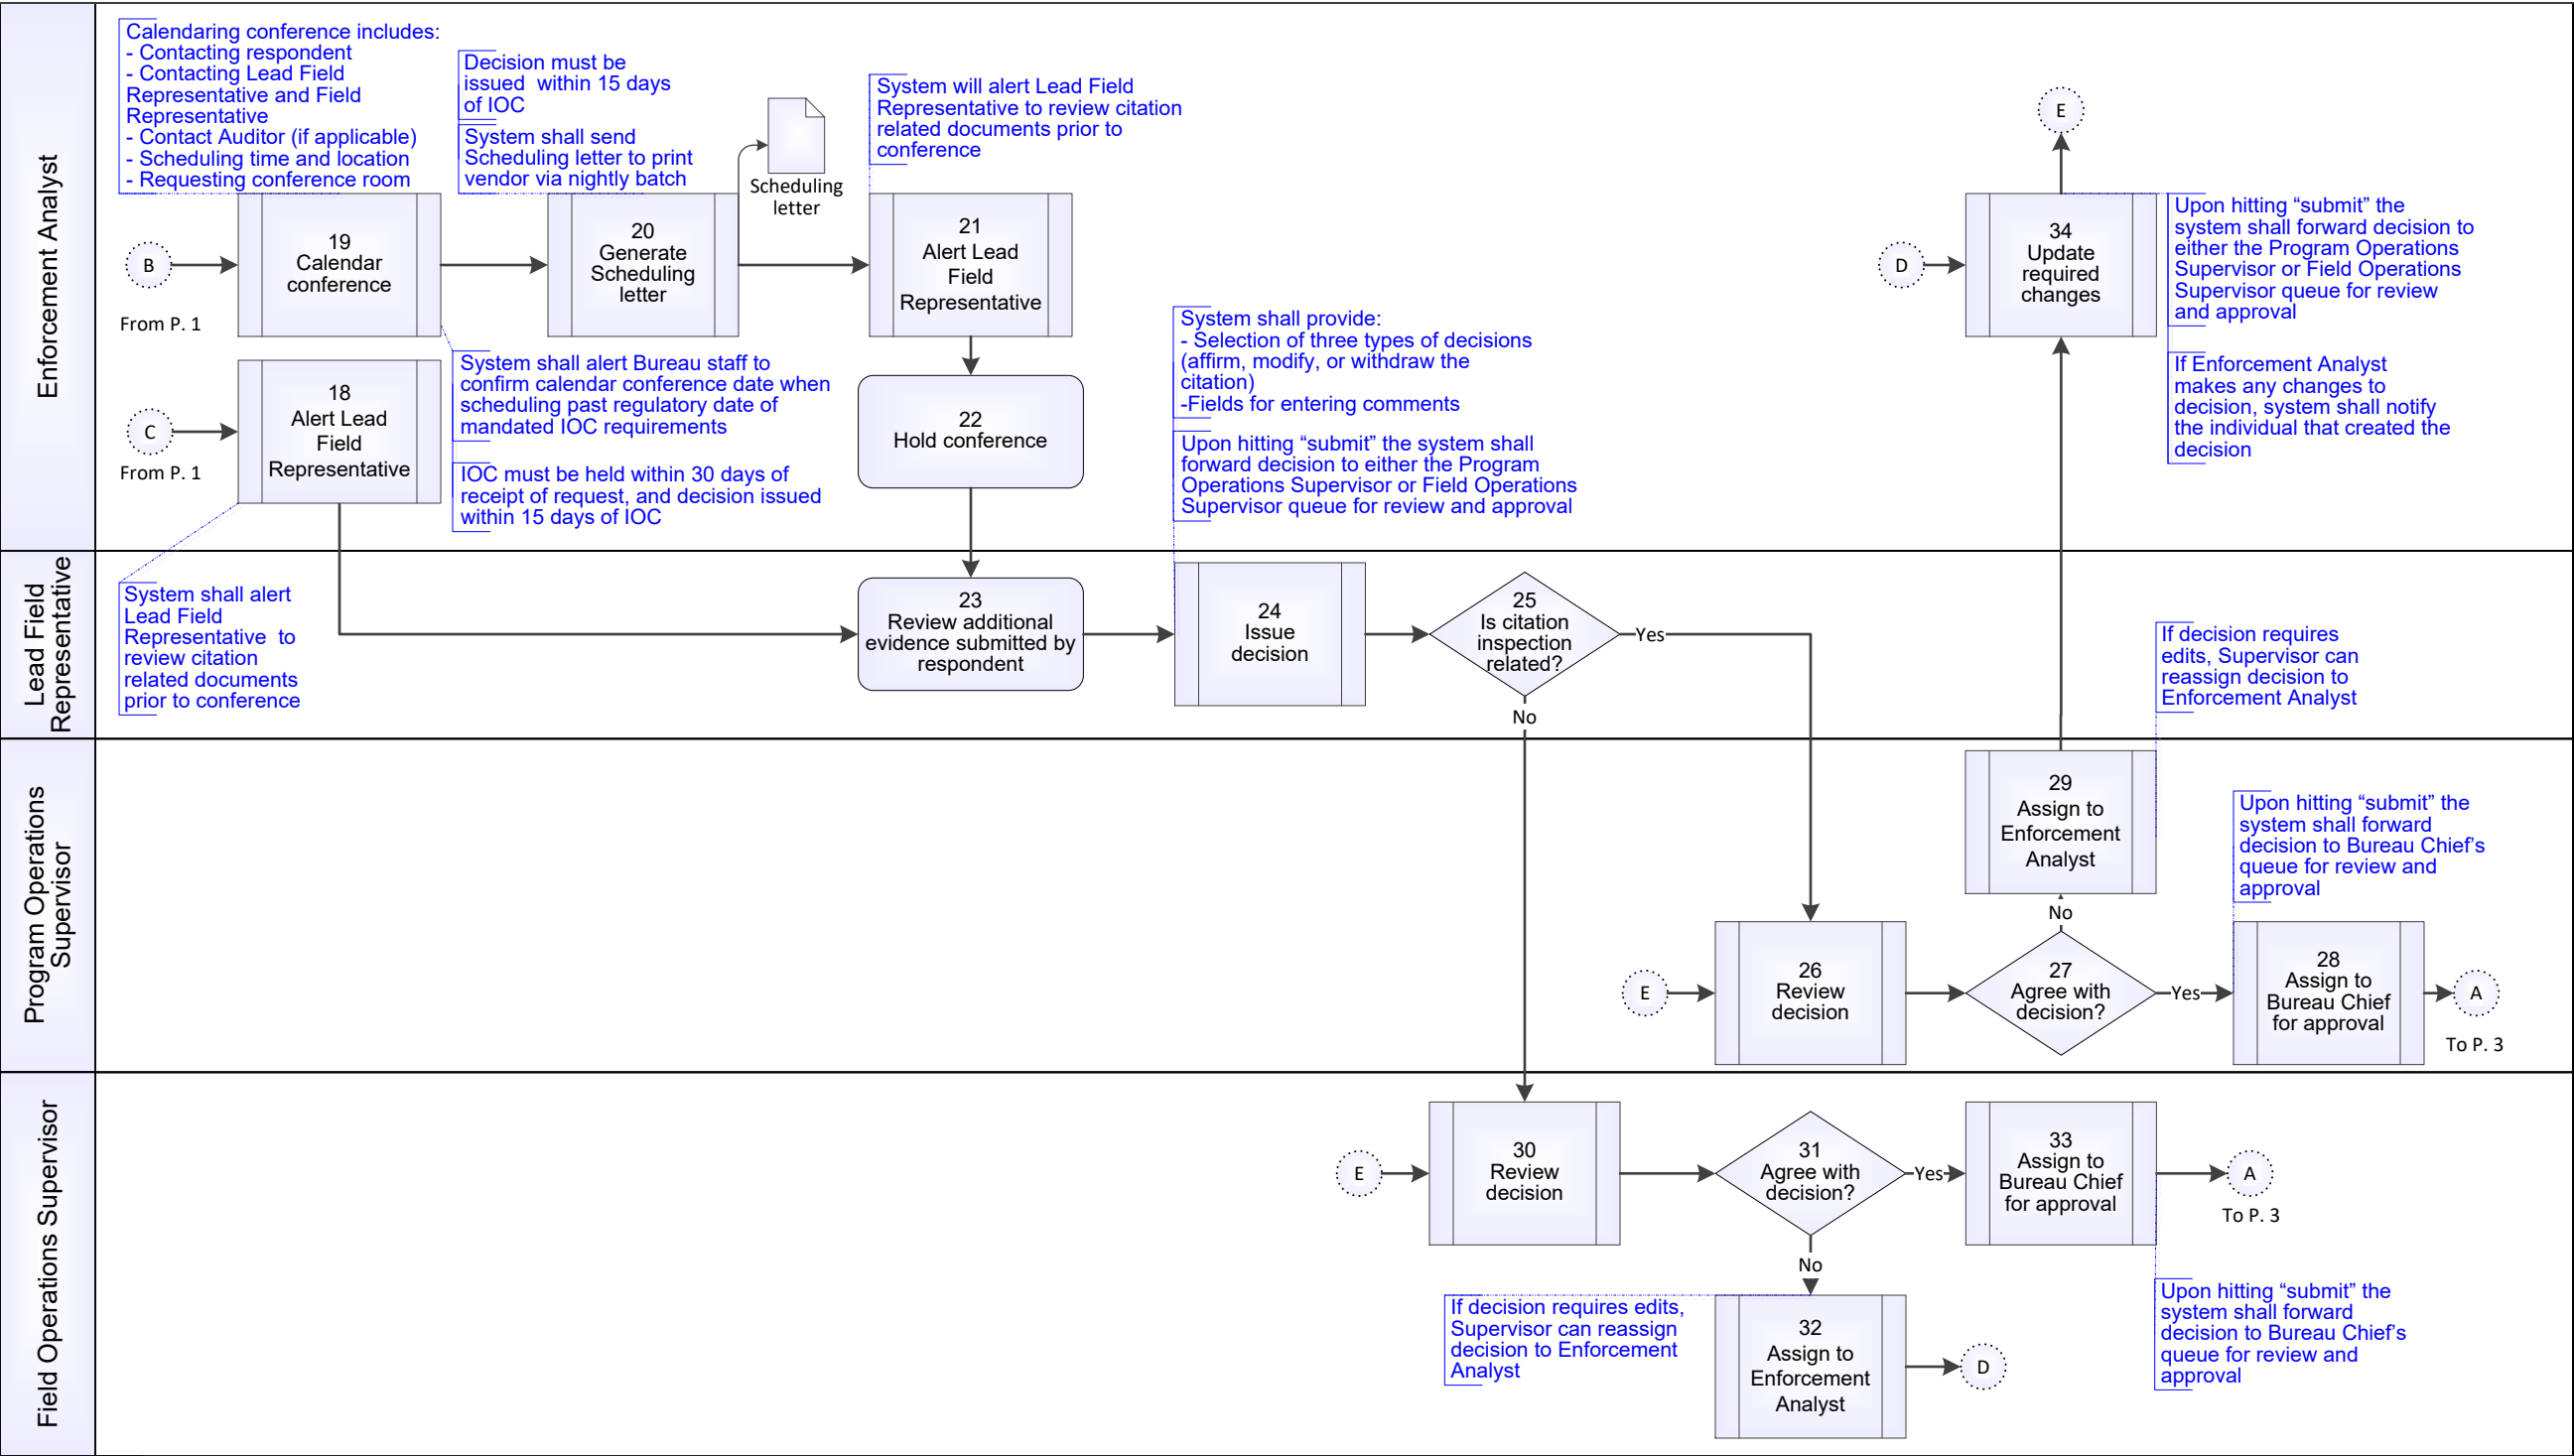 Enforcement Analyst
Calendaring conference includes:
- Contacting respondent
- Contacting Lead Field
Representative and Field
Representative
- Contact Auditor (if applicable)
- Scheduling time and location
- Requesting conference room
Decision must be
issued within 15 days
of IOC
System shall send
Scheduling letter to print
vendor via nightly batch
Scheduling
letter
System will alert Lead Field
Representative to review citation
related documents prior to
conference
B
From P. 1
19
Calendar
conference
20
Generate
Scheduling
letter
21
Alert Lead
Field
Representative
C
From P. 1
18
Alert Lead
Field
Representative
System shall alert Bureau staff to
confirm calendar conference date when
scheduling past regulatory date of
mandated IOC requirements
IOC must be held within 30 days of
receipt of request, and decision issued
within 15 days of IOC
22
Hold conference
System shall provide:
- Selection of three types of decisions
(affirm, modify, or withdraw the
citation)
-Fields for entering comments
Upon hitting “submit” the system shall
forward decision to either the Program
Operations Supervisor or Field Operations
Supervisor queue for review and approval
E
D
34
Update
required
changes
Upon hitting “submit” the
system shall forward decision to
either the Program Operations
Supervisor or Field Operations
Supervisor queue for review
and approval
If Enforcement Analyst
makes any changes to
decision, system shall notify
the individual that created the
decision
Lead Field
Representative
System shall alert
Lead Field
Representative to
review citation
related documents
prior to conference
23
Review additional
evidence submitted by
respondent
24
Issue
decision
25
Is citation
inspection
related?
Yes
No
If decision requires
edits, Supervisor can
reassign decision to
Enforcement Analyst
Program Operations
Supervisor
29
Assign to
Enforcement
Analyst
Upon hitting “submit” the
system shall forward
decision to Bureau Chief’s
queue for review and
approval
No
E
26
Review
decision
27
Agree with
decision?
Yes
28
Assign to
Bureau Chief
for approval
A
To P. 3
Field Operations Supervisor
E
30
Review
decision
31
Agree with
decision?
Yes
33
Assign to
Bureau Chief
for approval
A
To P. 3
No
If decision requires edits,
Supervisor can reassign
decision to Enforcement
Analyst
32
Assign to
Enforcement
Analyst
D
Upon hitting “submit” the
system shall forward
decision to Bureau Chief’s
queue for review and
approval